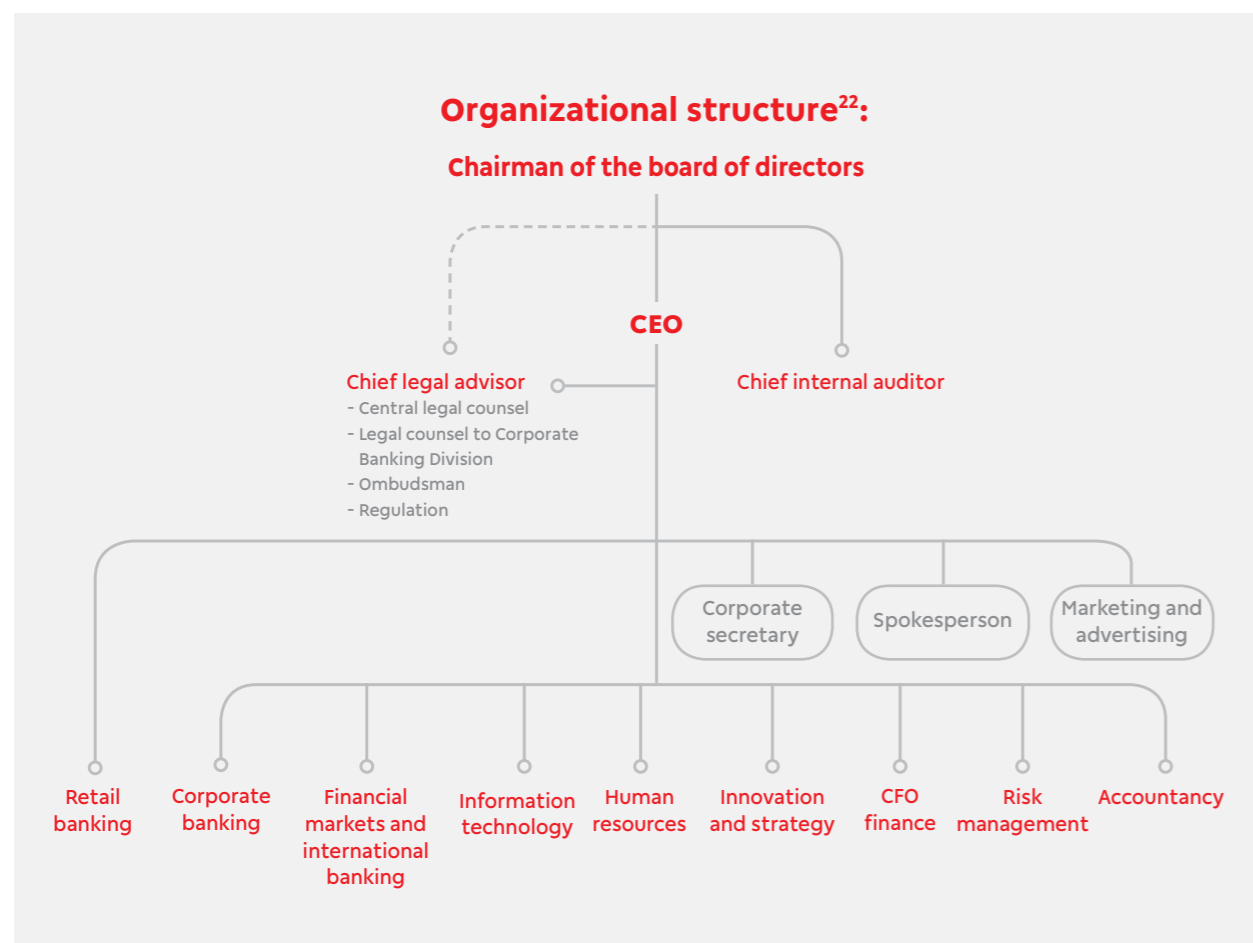 Organizational structure22:
Chairman of the board of directors
CEO
Chief legal advisor
- Central legal counsel
- Legal counsel to Corporate
Banking Division
- Ombudsman
- Regulation
Chief internal auditor
Corporate
secretary
Spokesperson
Marketing and
advertising
Retail
banking
Corporate
banking
Financial
markets and
international
banking
Information
technology
Human
resources
Innovation
and strategy
CFO
finance
Risk
management
Accountancy